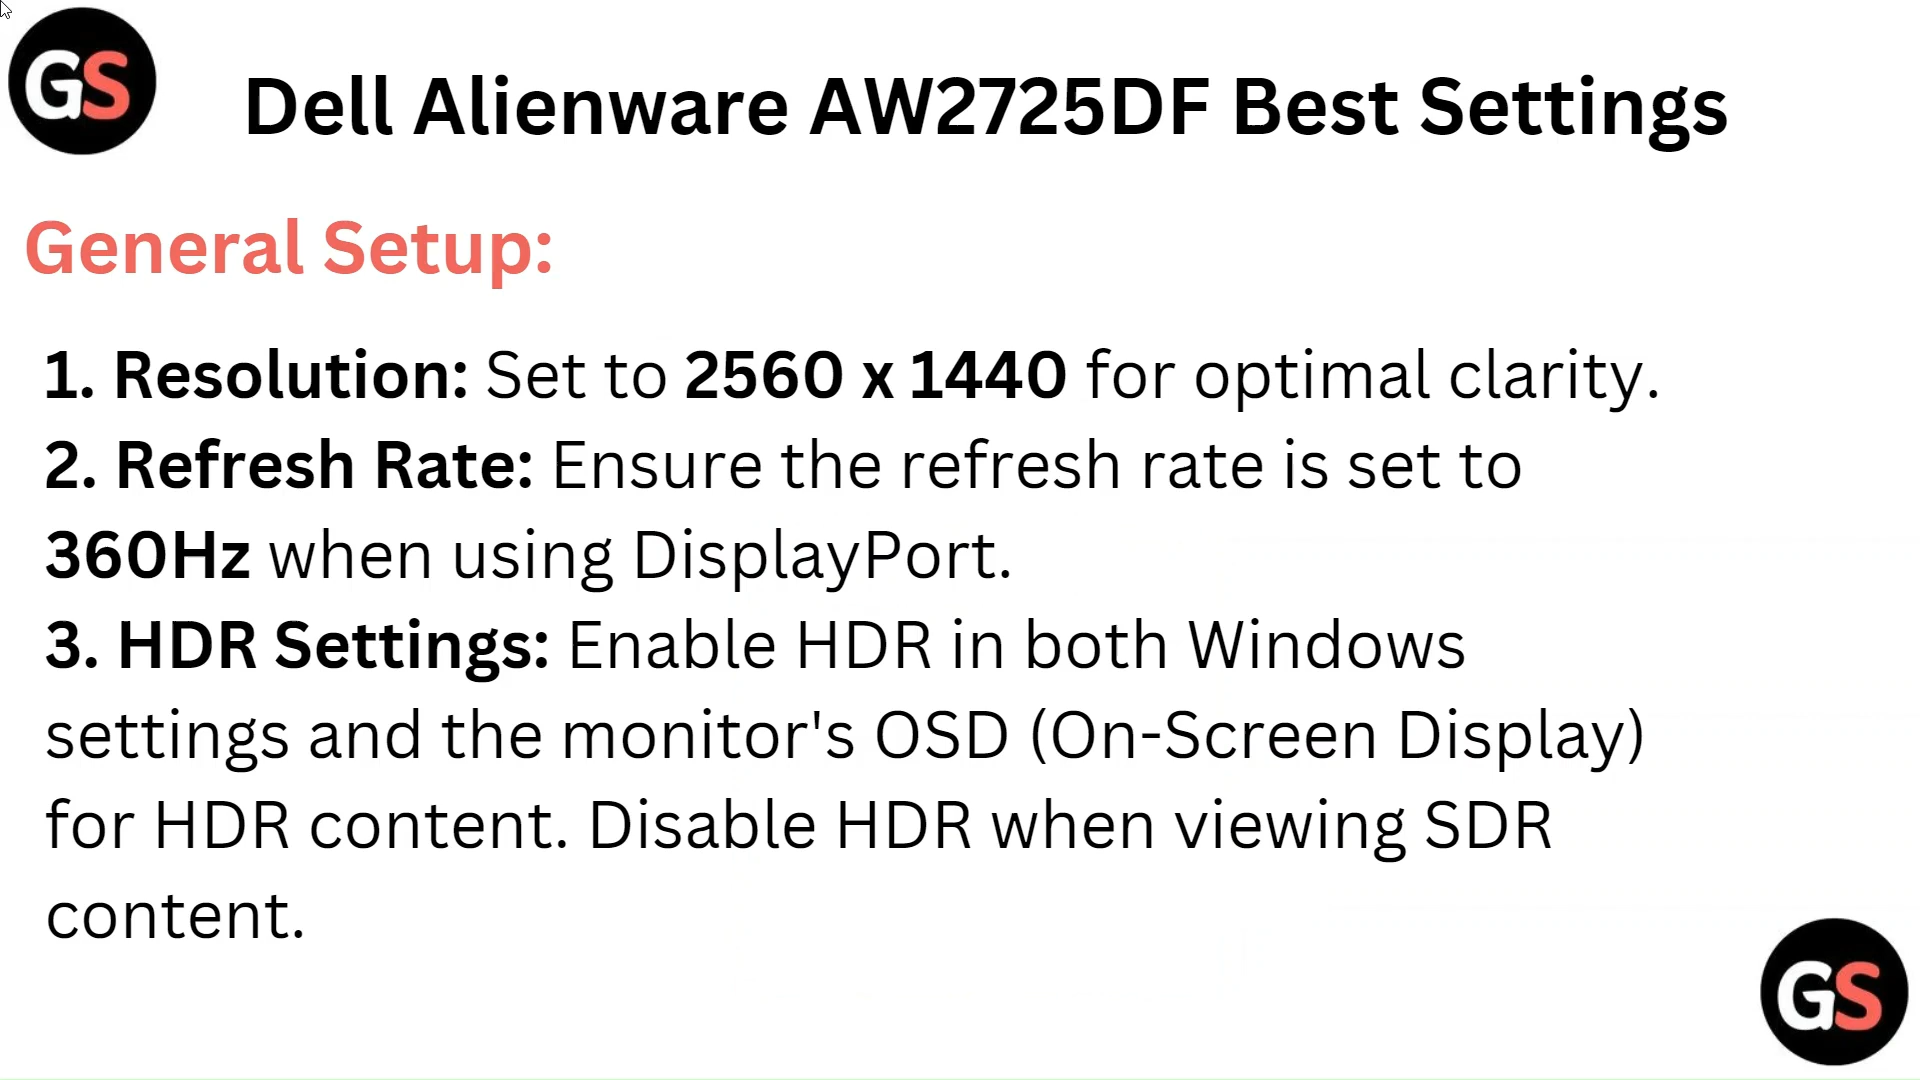 GS
Dell Alienware AW2725DF Best Settings
General Setup:
1. Resolution: Set to 2560 x 1440 for optimal clarity.
2. Refresh Rate: Ensure the refresh rate is set to
360Hz when using DisplayPort.
3. HDR Settings: Enable HDR in both Windows
settings and the monitor's OSD (On-Screen Display)
for HDR content. Disable HDR when viewing SDR
content.
GS